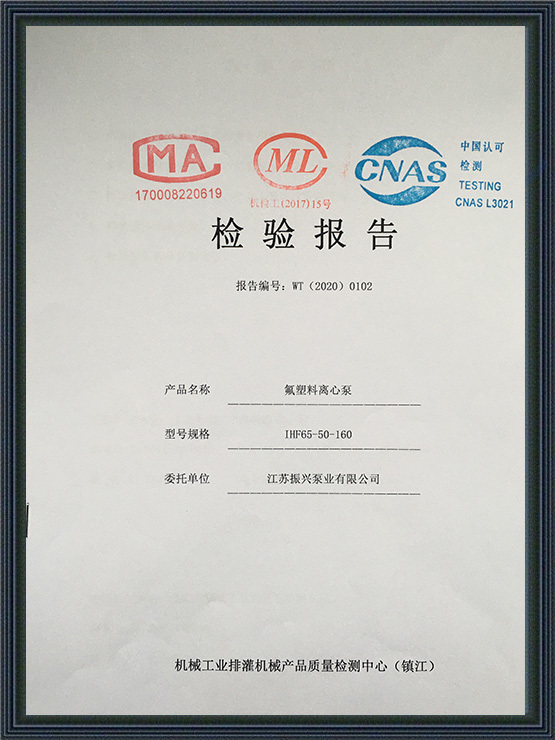 CMA
170008220619
ML
机械工(2017)15号
CNAS
中国认可
检测
TESTING
CNAS L3021
检验报告
报告编号：WT（2020）0102
产品名称 氟塑料离心泵
型号规格 IHF65-50-160
委托单位 江苏振兴泵业有限公司
机械工业排灌机械产品质量检测中心（镇江）